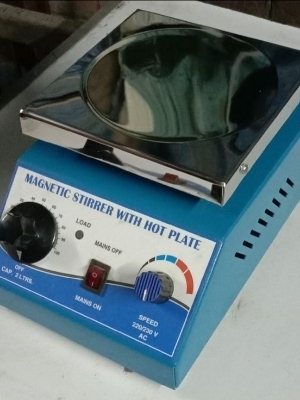 MAGNETIC STIRRER WITH HOT PLATE
LOAD
MAINS OFF
OFF
CAP. 2 LTRS.
MAINS ON
SPEED
220/230 V
AC